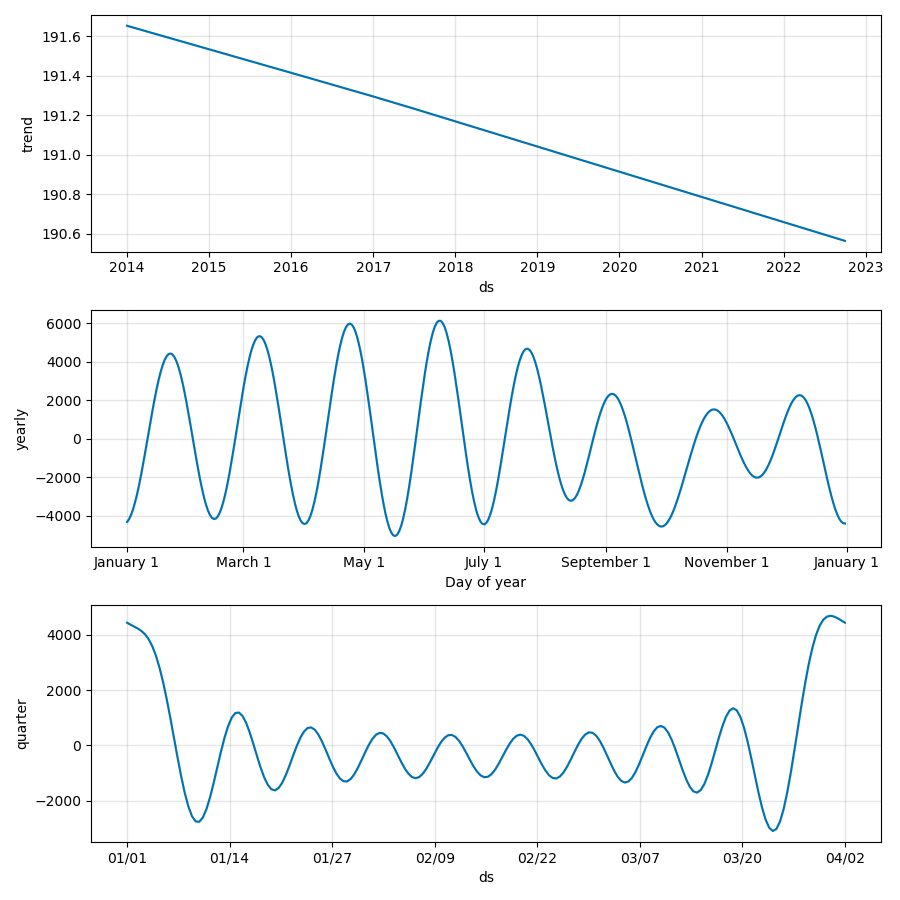 191.6
191.4
191.2
191.0
190.8
190.6
trend
2014 2015 2016 2017 2018 2019 2020 2021 2022 2023
ds
6000
4000
2000
0
−2000
−4000
yearly
January 1 March 1 May 1 July 1 September 1 November 1 January 1
Day of year
4000
2000
0
−2000
quarter
01/01 01/14 01/27 02/09 02/22 03/07 03/20 04/02
ds